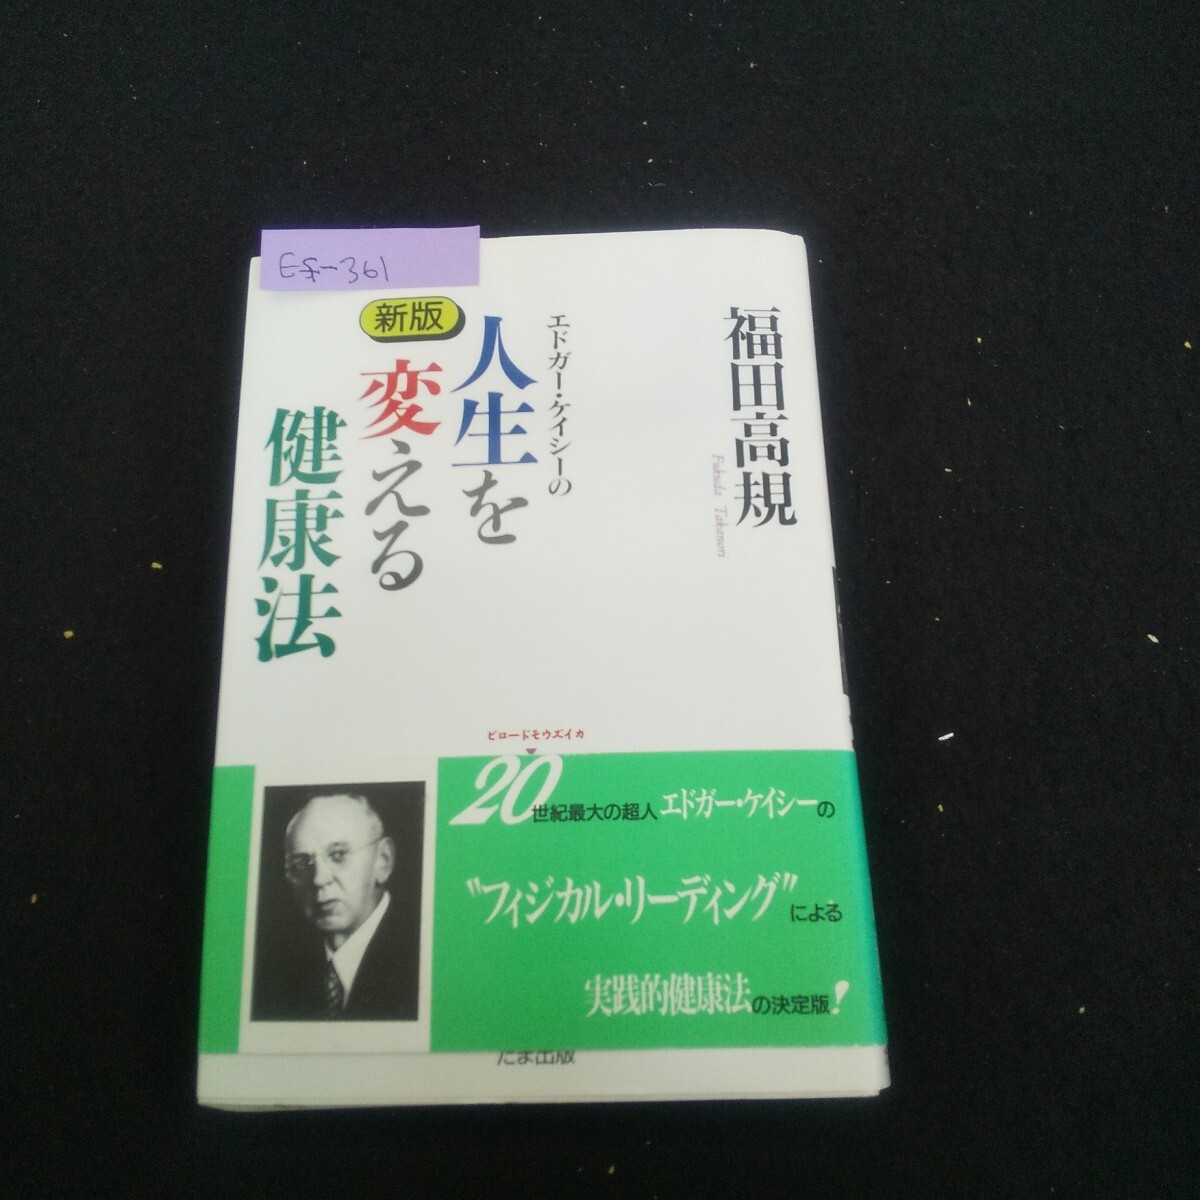 福田高規
Fukuda Takanori
エドガー・ケイシーの
人生を
新版
変える
健康法
ビロードモウズイカ
20世紀最大の超人エドガー・ケイシーの
"フィジカル・リーディング"による
実践的健康法の決定版!
たま出版